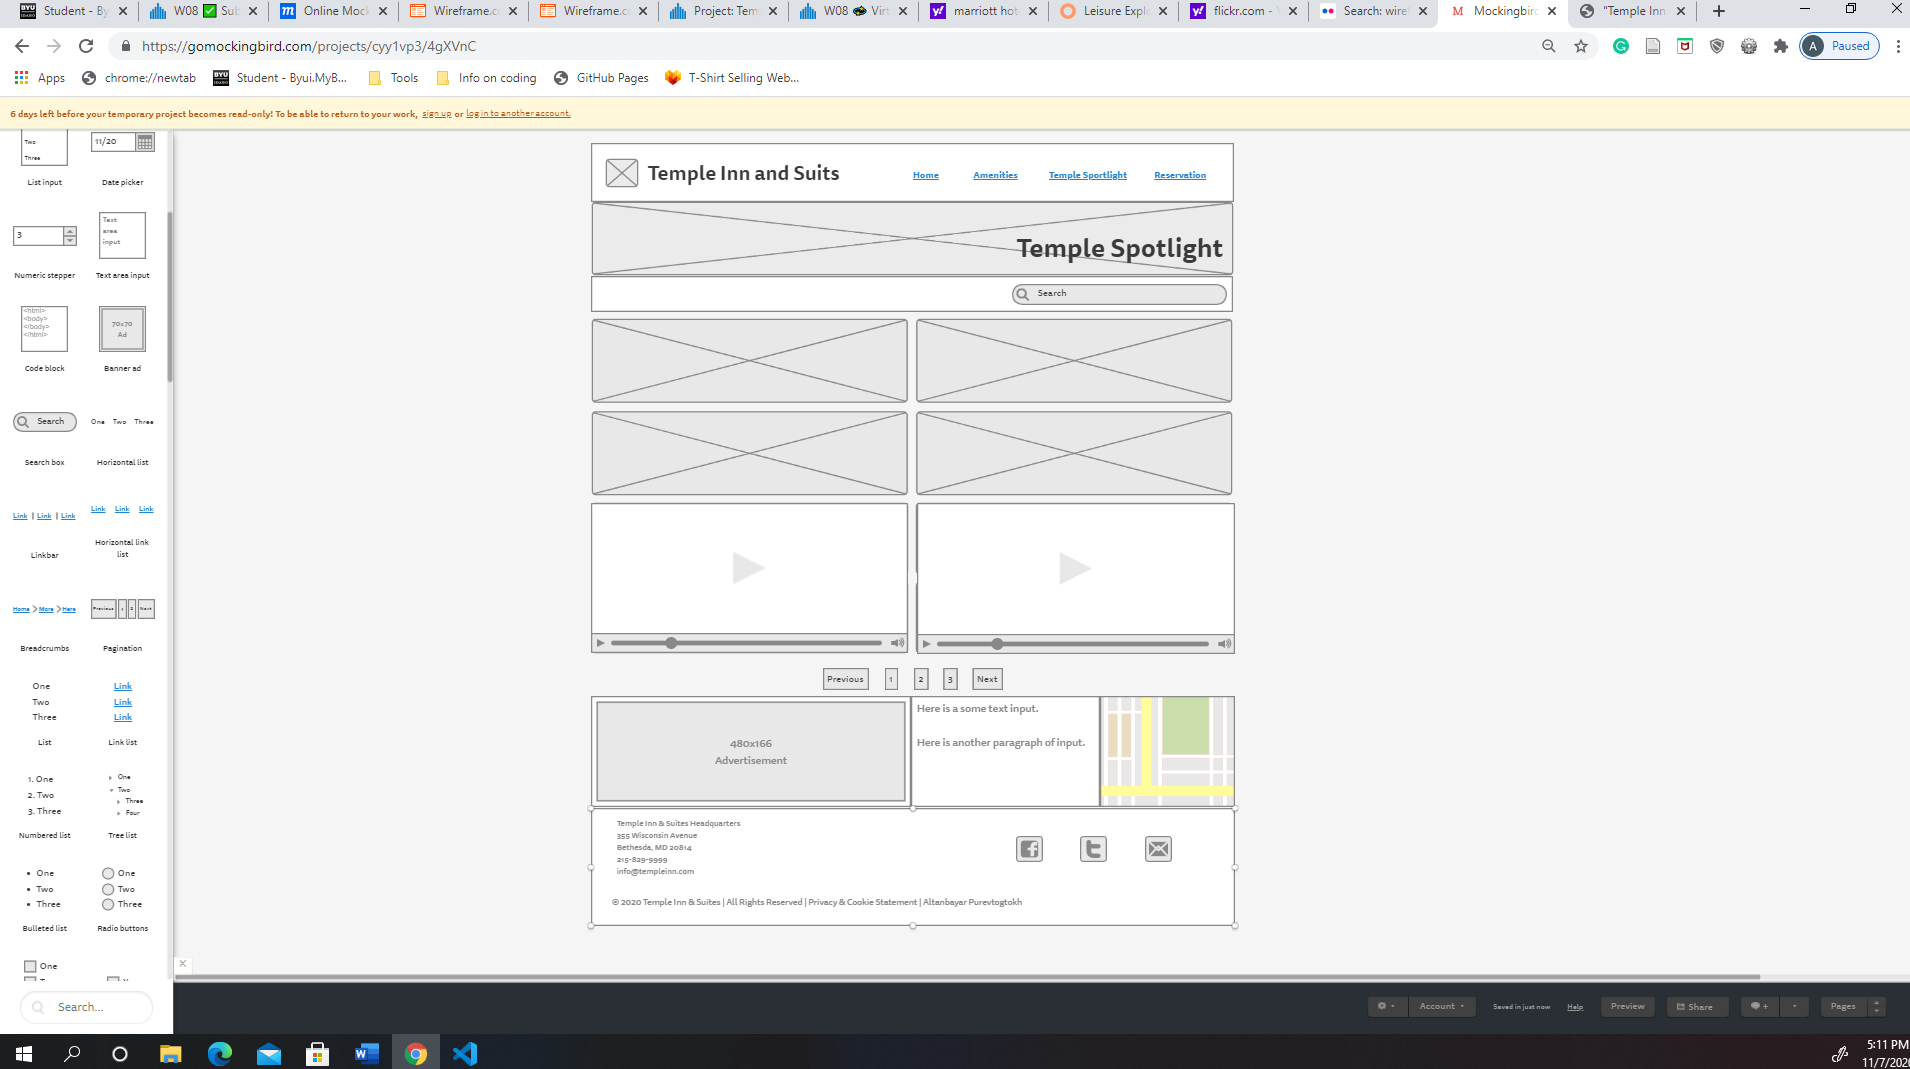 Student - By
W08 ✅ Sub
Online Mock
Wireframe.c
Wireframe.c
Project: Tem
W08 Virt
marriott hot
Leisure Explo
flickr.com -
Search: wiref
Mockingbird
"Temple Inn
https://gomockingbird.com/projects/cyy1vp3/4gXVnC
A Paused
Apps chrome://newtab Student - Byui.MyB... Tools Info on coding GitHub Pages T-Shirt Selling Web...
6 days left before your temporary project becomes read-only! To be able to return to your work, sign up or log in to another account.
Two
Three
11/20
List input Date picker
3
Text
area
input
Numeric stepper Text area input
<html>
<body>
</body>
</html>
70x70
Ad
Code block Banner ad
Search One Two Three
Search box Horizontal list
Link | Link | Link Link Link Link
Linkbar
Horizontal link
list
Home More Here Previous 1 2 Next
Breadcrumbs Pagination
One Link
Two Link
Three Link
List Link list
1. One
2. Two
3. Three
One
Two
Three
Four
Numbered list Tree list
• One One
• Two Two
• Three Three
Bulleted list Radio buttons
One
Search...
Temple Inn and Suits
Home Amenities Temple Sportlight Reservation
Temple Spotlight
Search
Previous 1 2 3 Next
480x166
Advertisement
Here is a some text input.
Here is another paragraph of input.
Temple Inn & Suites Headquarters
355 Wisconsin Avenue
Bethesda, MD 20814
215-829-9999
info@templeinn.com
© 2020 Temple Inn & Suites | All Rights Reserved | Privacy & Cookie Statement | Altanbayar Purevtogtokh
Account Saved in just now Help Preview Share + Pages
5:11 PM
11/7/2020